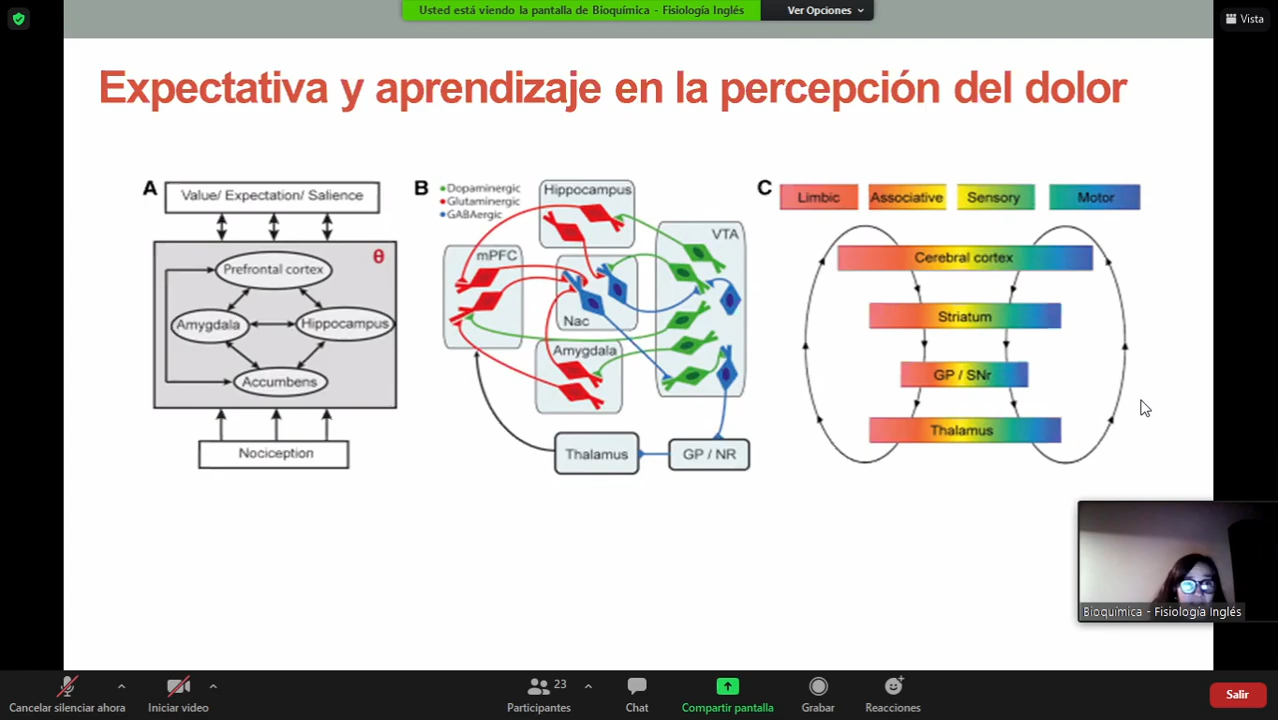 Usted está viendo la pantalla de Bioquímica - Fisiología Inglés
Ver Opciones
Vista
Expectativa y aprendizaje en la percepción del dolor
A
Value/ Expectation/ Salience
θ
Prefrontal cortex
Amygdala
Hippocampus
Accumbens
Nociception
B
Dopaminergic
Glutaminergic
GABAergic
Hippocampus
VTA
mPFC
Nac
Amygdala
Thalamus
GP / NR
C
Limbic
Associative
Sensory
Motor
Cerebral cortex
Striatum
GP / SNr
Thalamus
Bioquímica - Fisiología Inglés
Cancelar silenciar ahora
Iniciar video
23
Participantes
Chat
Compartir pantalla
Grabar
Reacciones
Salir